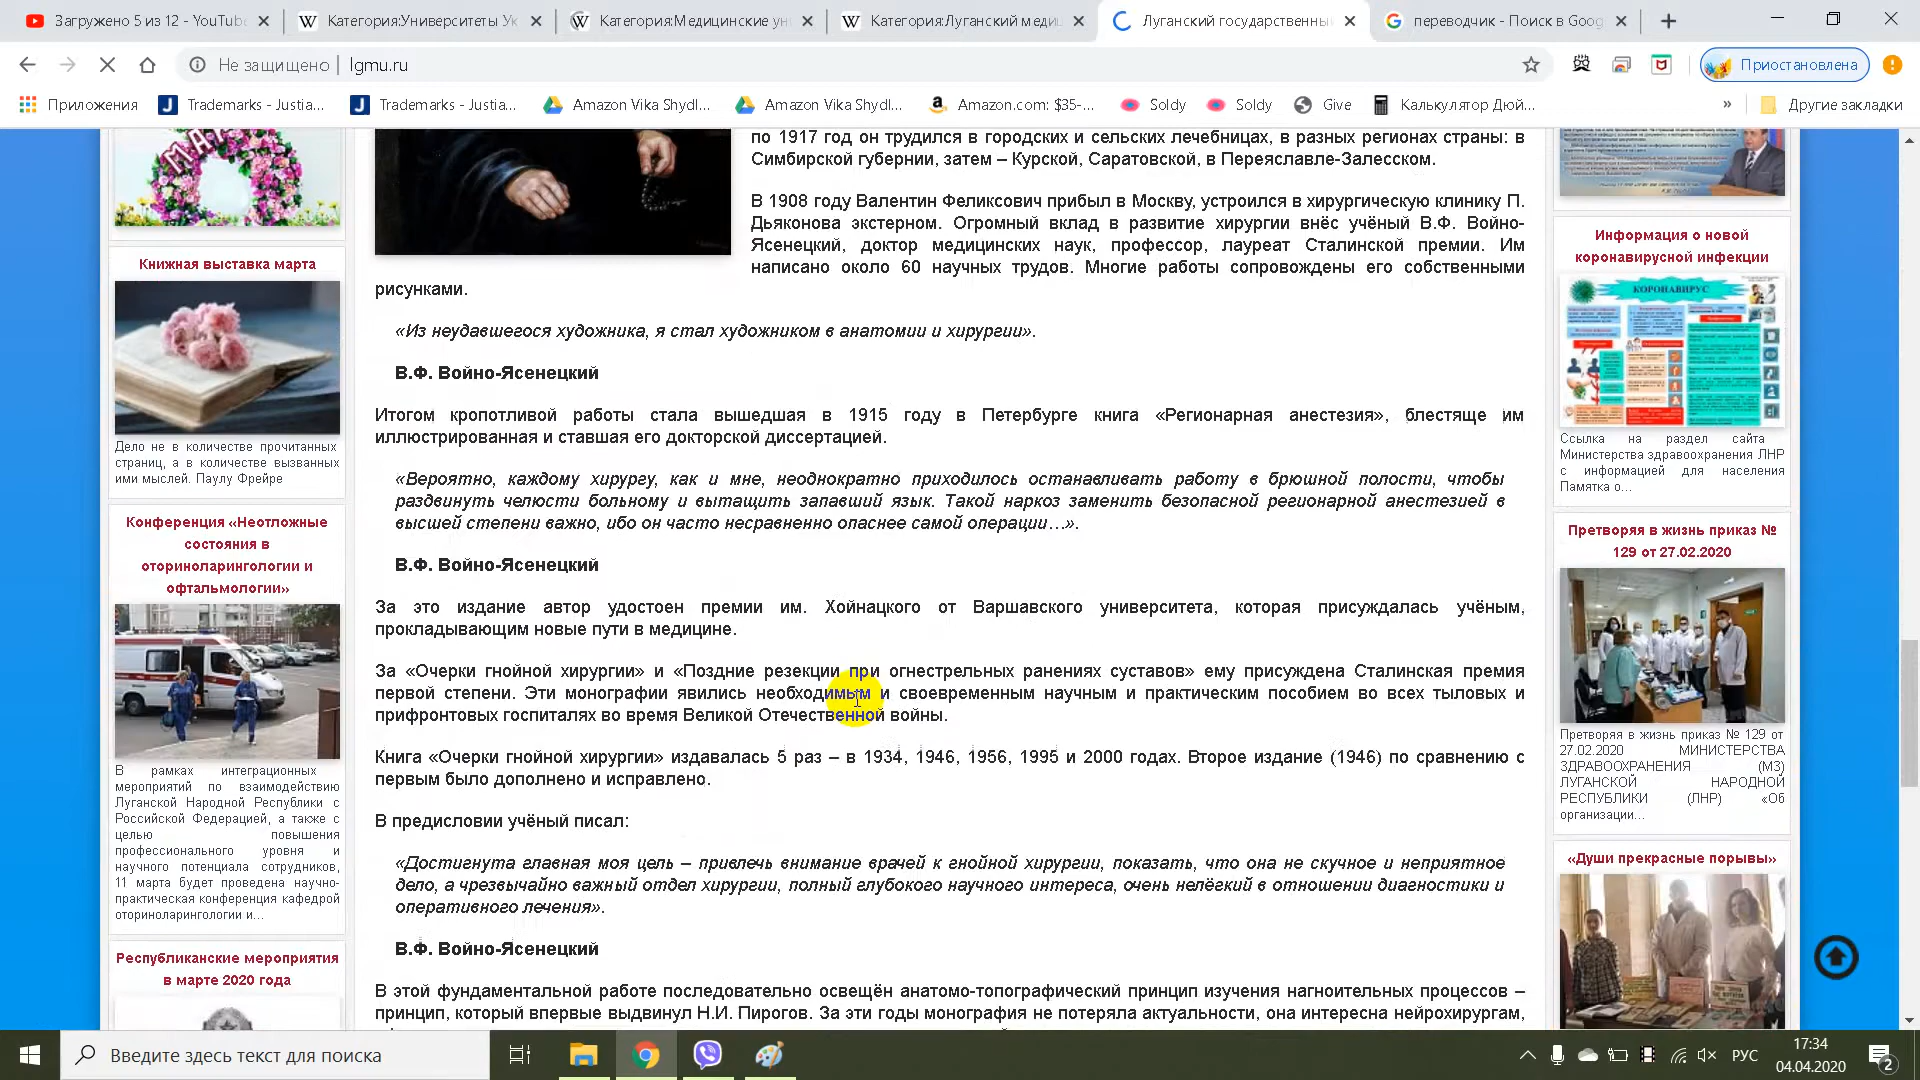 Загружено 5 из 12 - YouTube
Категория:Университеты Ук
Категория:Медицинские ун
Категория:Луганский медиц
Луганский государственны
переводчик - Поиск в Goog
Не защищено
lgmu.ru
Приостановлена
Приложения
Trademarks - Justia...
Trademarks - Justia...
Amazon Vika Shydl...
Amazon Vika Shydl...
Amazon.com: $35-...
Soldy
Soldy
Give
Калькулятор Дюй...
»
Другие закладки
Книжная выставка марта
Дело не в количестве прочитанных
страниц, а в количестве вызванных
ими мыслей. Паулу Фрейре
Конференция «Неотложные
состояния в
оториноларингологии и
офтальмологии»
В рамках интеграционных
мероприятий по взаимодействию
Луганской Народной Республики с
Российской Федерацией, а также с
целью повышения
профессионального уровня и
научного потенциала сотрудников,
11 марта будет проведена научно-
практическая конференция кафедрой
оториноларингологии и...
Республиканские мероприятия
в марте 2020 года
по 1917 год он трудился в городских и сельских лечебницах, в разных регионах страны: в
Симбирской губернии, затем – Курской, Саратовской, в Переяславле-Залесском.
В 1908 году Валентин Феликсович прибыл в Москву, устроился в хирургическую клинику П.
Дьяконова экстерном. Огромный вклад в развитие хирургии внёс учёный В.Ф. Войно-
Ясенецкий, доктор медицинских наук, профессор, лауреат Сталинской премии. Им
написано около 60 научных трудов. Многие работы сопровождены его собственными
рисунками.
«Из неудавшегося художника, я стал художником в анатомии и хирургии».
В.Ф. Войно-Ясенецкий
Итогом кропотливой работы стала вышедшая в 1915 году в Петербурге книга «Регионарная анестезия», блестяще им
иллюстрированная и ставшая его докторской диссертацией.
«Вероятно, каждому хирургу, как и мне, неоднократно приходилось останавливать работу в брюшной полости, чтобы
раздвинуть челюсти больному и вытащить запавший язык. Такой наркоз заменить безопасной регионарной анестезией в
высшей степени важно, ибо он часто несравненно опаснее самой операции…».
В.Ф. Войно-Ясенецкий
За это издание автор удостоен премии им. Хойнацкого от Варшавского университета, которая присуждалась учёным,
прокладывающим новые пути в медицине.
За «Очерки гнойной хирургии» и «Поздние резекции при огнестрельных ранениях суставов» ему присуждена Сталинская премия
первой степени. Эти монографии явились необходимым и своевременным научным и практическим пособием во всех тыловых и
прифронтовых госпиталях во время Великой Отечественной войны.
Книга «Очерки гнойной хирургии» издавалась 5 раз – в 1934, 1946, 1956, 1995 и 2000 годах. Второе издание (1946) по сравнению с
первым было дополнено и исправлено.
В предисловии учёный писал:
«Достигнута главная моя цель – привлечь внимание врачей к гнойной хирургии, показать, что она не скучное и неприятное
дело, а чрезвычайно важный отдел хирургии, полный глубокого научного интереса, очень нелёгкий в отношении диагностики и
оперативного лечения».
В.Ф. Войно-Ясенецкий
В этой фундаментальной работе последовательно освещён анатомо-топографический принцип изучения нагноительных процессов –
принцип, который впервые выдвинул Н.И. Пирогов. За эти годы монография не потеряла актуальности, она интересна нейрохирургам,
Информация о новой
коронавирусной инфекции
КОРОНАВИРУС
Ссылка на раздел сайта
Министерства здравоохранения ЛНР
с информацией для населения
Памятка о...
Претворяя в жизнь приказ №
129 от 27.02.2020
Претворяя в жизнь приказ № 129 от
27.02.2020 МИНИСТЕРСТВА
ЗДРАВООХРАНЕНИЯ (МЗ)
ЛУГАНСКОЙ НАРОДНОЙ
РЕСПУБЛИКИ (ЛНР) «Об
организации...
«Души прекрасные порывы»
Введите здесь текст для поиска
РУС
17:34
04.04.2020
2